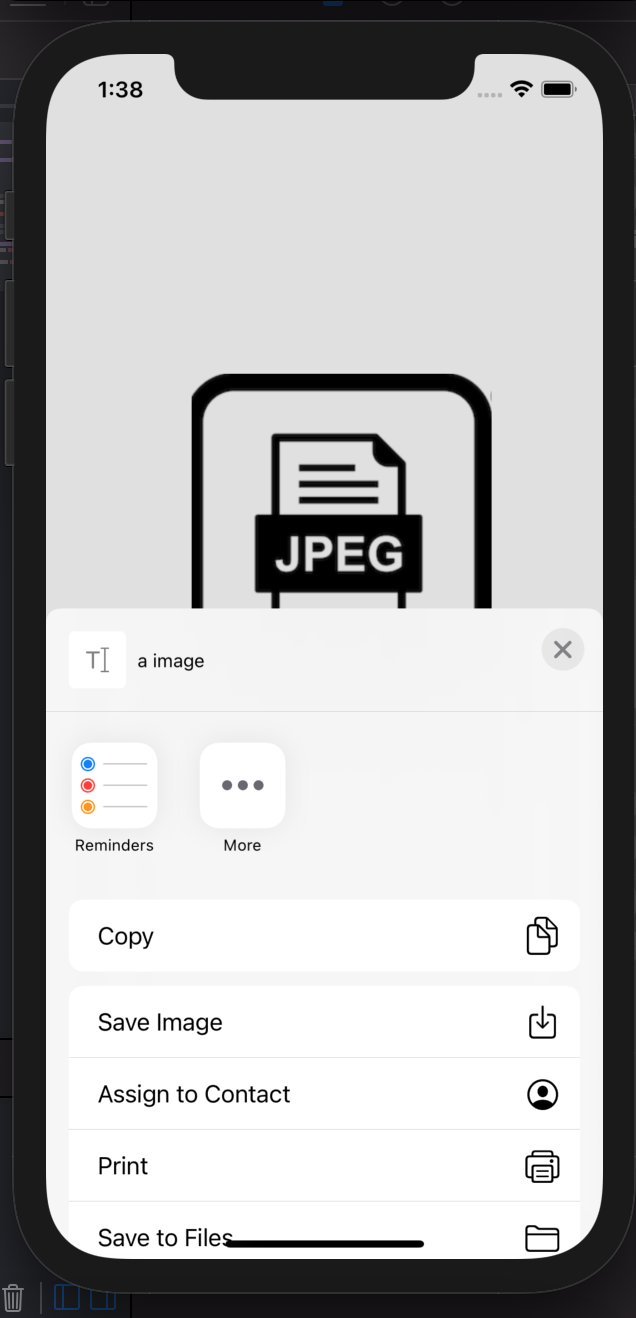 1:38
JPEG
a image
Reminders
More
Copy
Save Image
Assign to Contact
Print
Save to Files